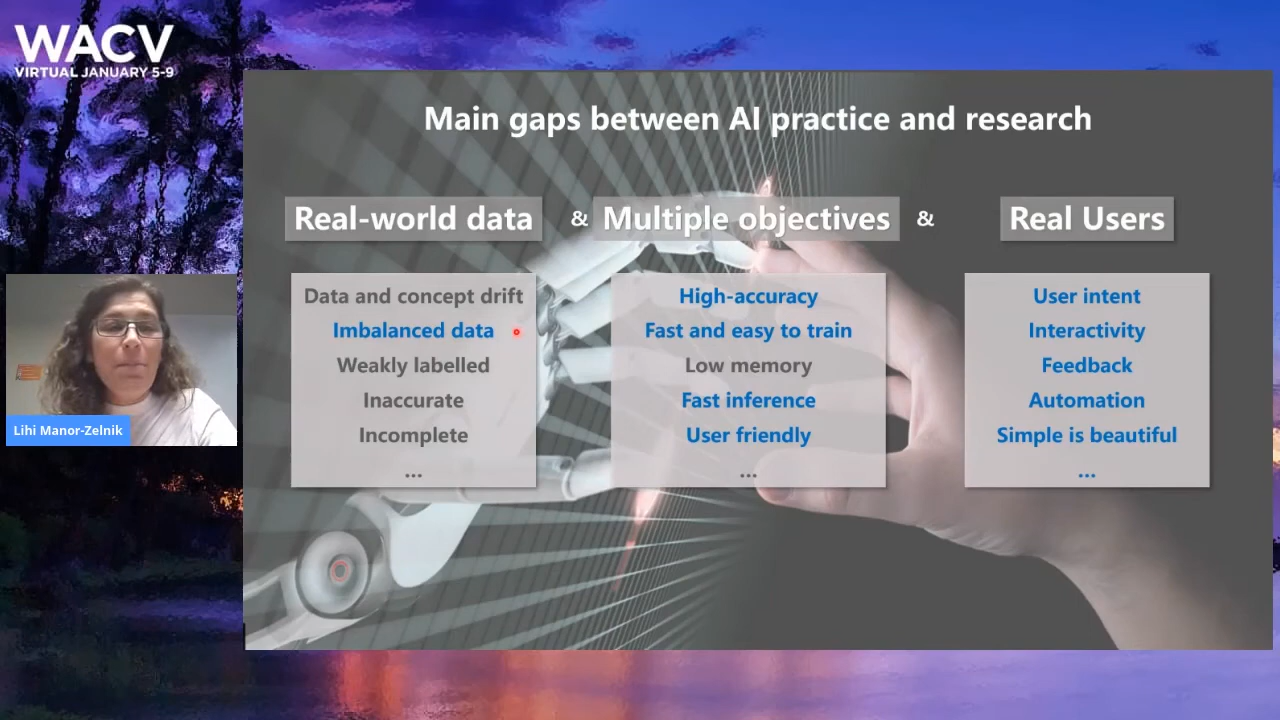 WACV
VIRTUAL JANUARY 5-9
Main gaps between AI practice and research
Real-world data & Multiple objectives & Real Users
Data and concept drift
Imbalanced data
Weakly labelled
Inaccurate
Incomplete
...
High-accuracy
Fast and easy to train
Low memory
Fast inference
User friendly
...
User intent
Interactivity
Feedback
Automation
Simple is beautiful
...
Lihi Manor-Zelnik